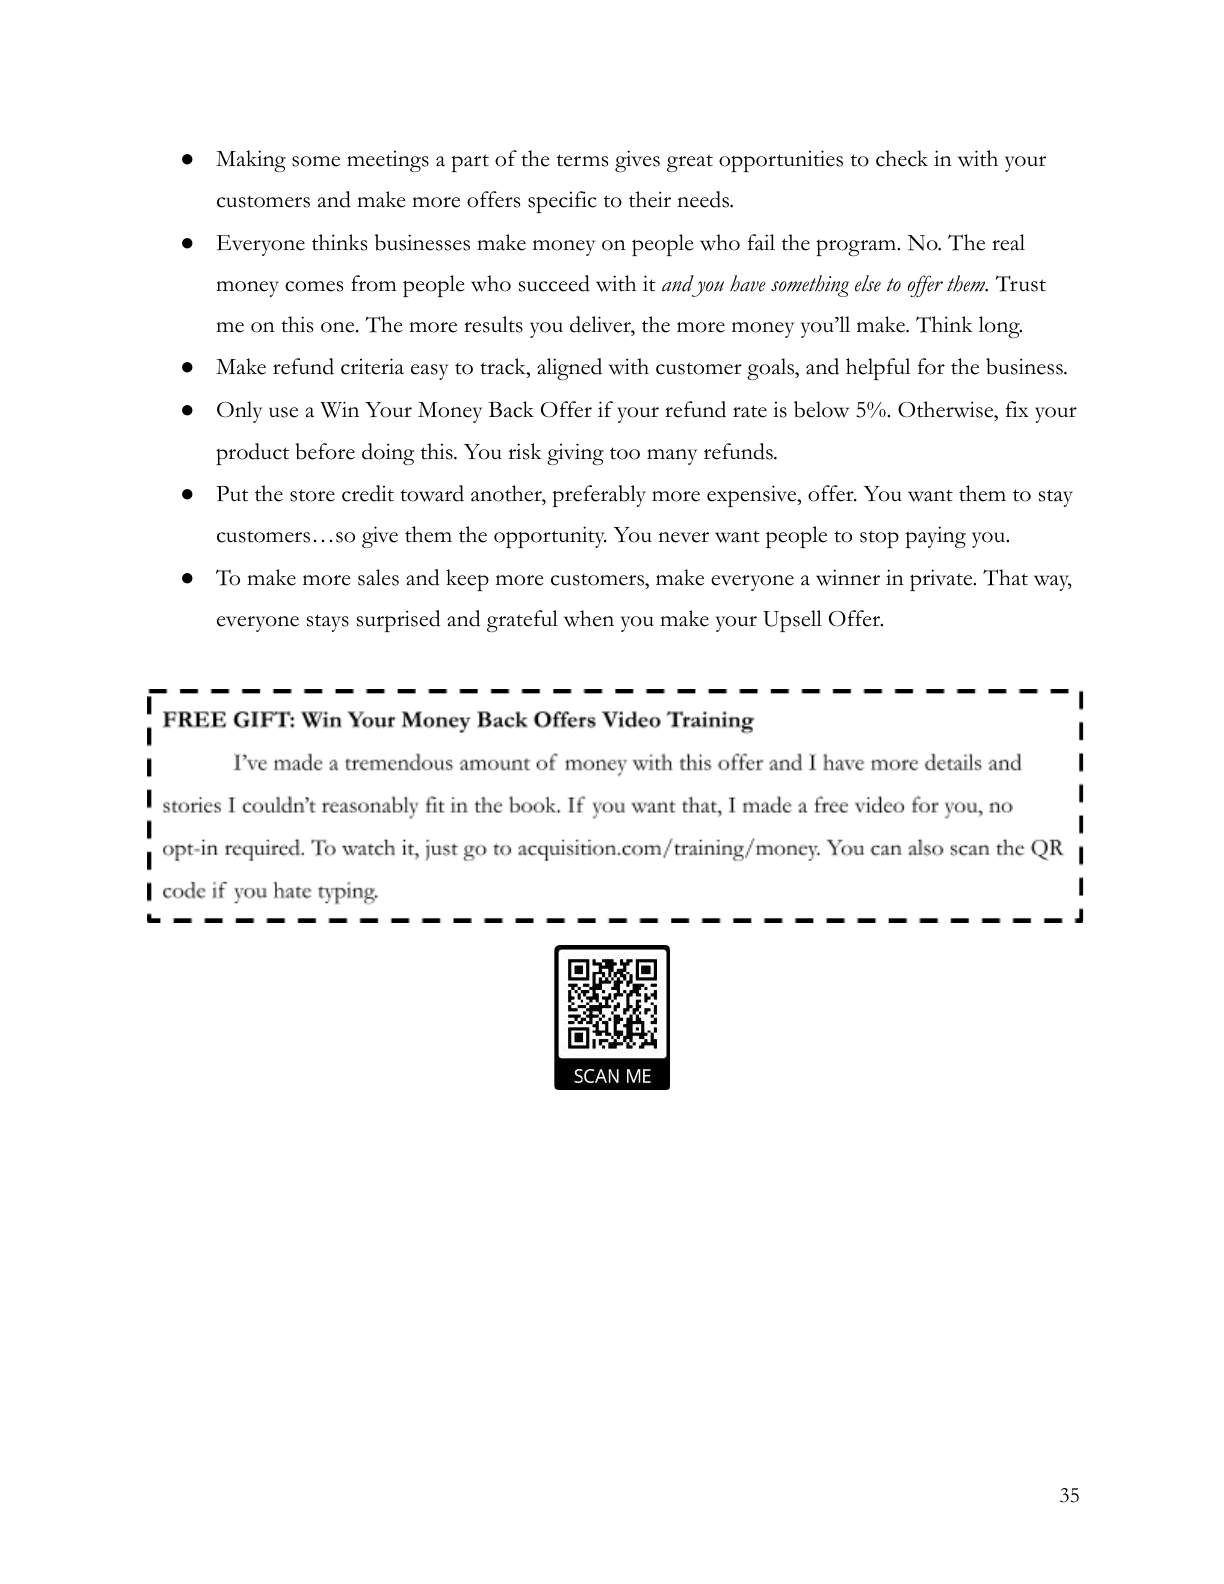 ● Making some meetings a part of the terms gives great opportunities to check in with your
customers and make more offers specific to their needs.
● Everyone thinks businesses make money on people who fail the program. No. The real
money comes from people who succeed with it and you have something else to offer them. Trust
me on this one. The more results you deliver, the more money you’ll make. Think long.
● Make refund criteria easy to track, aligned with customer goals, and helpful for the business.
● Only use a Win Your Money Back Offer if your refund rate is below 5%. Otherwise, fix your
product before doing this. You risk giving too many refunds.
● Put the store credit toward another, preferably more expensive, offer. You want them to stay
customers…so give them the opportunity. You never want people to stop paying you.
● To make more sales and keep more customers, make everyone a winner in private. That way,
everyone stays surprised and grateful when you make your Upsell Offer.
FREE GIFT: Win Your Money Back Offers Video Training
I’ve made a tremendous amount of money with this offer and I have more details and
stories I couldn’t reasonably fit in the book. If you want that, I made a free video for you, no
opt-in required. To watch it, just go to acquisition.com/training/money. You can also scan the QR
code if you hate typing.
SCAN ME
35